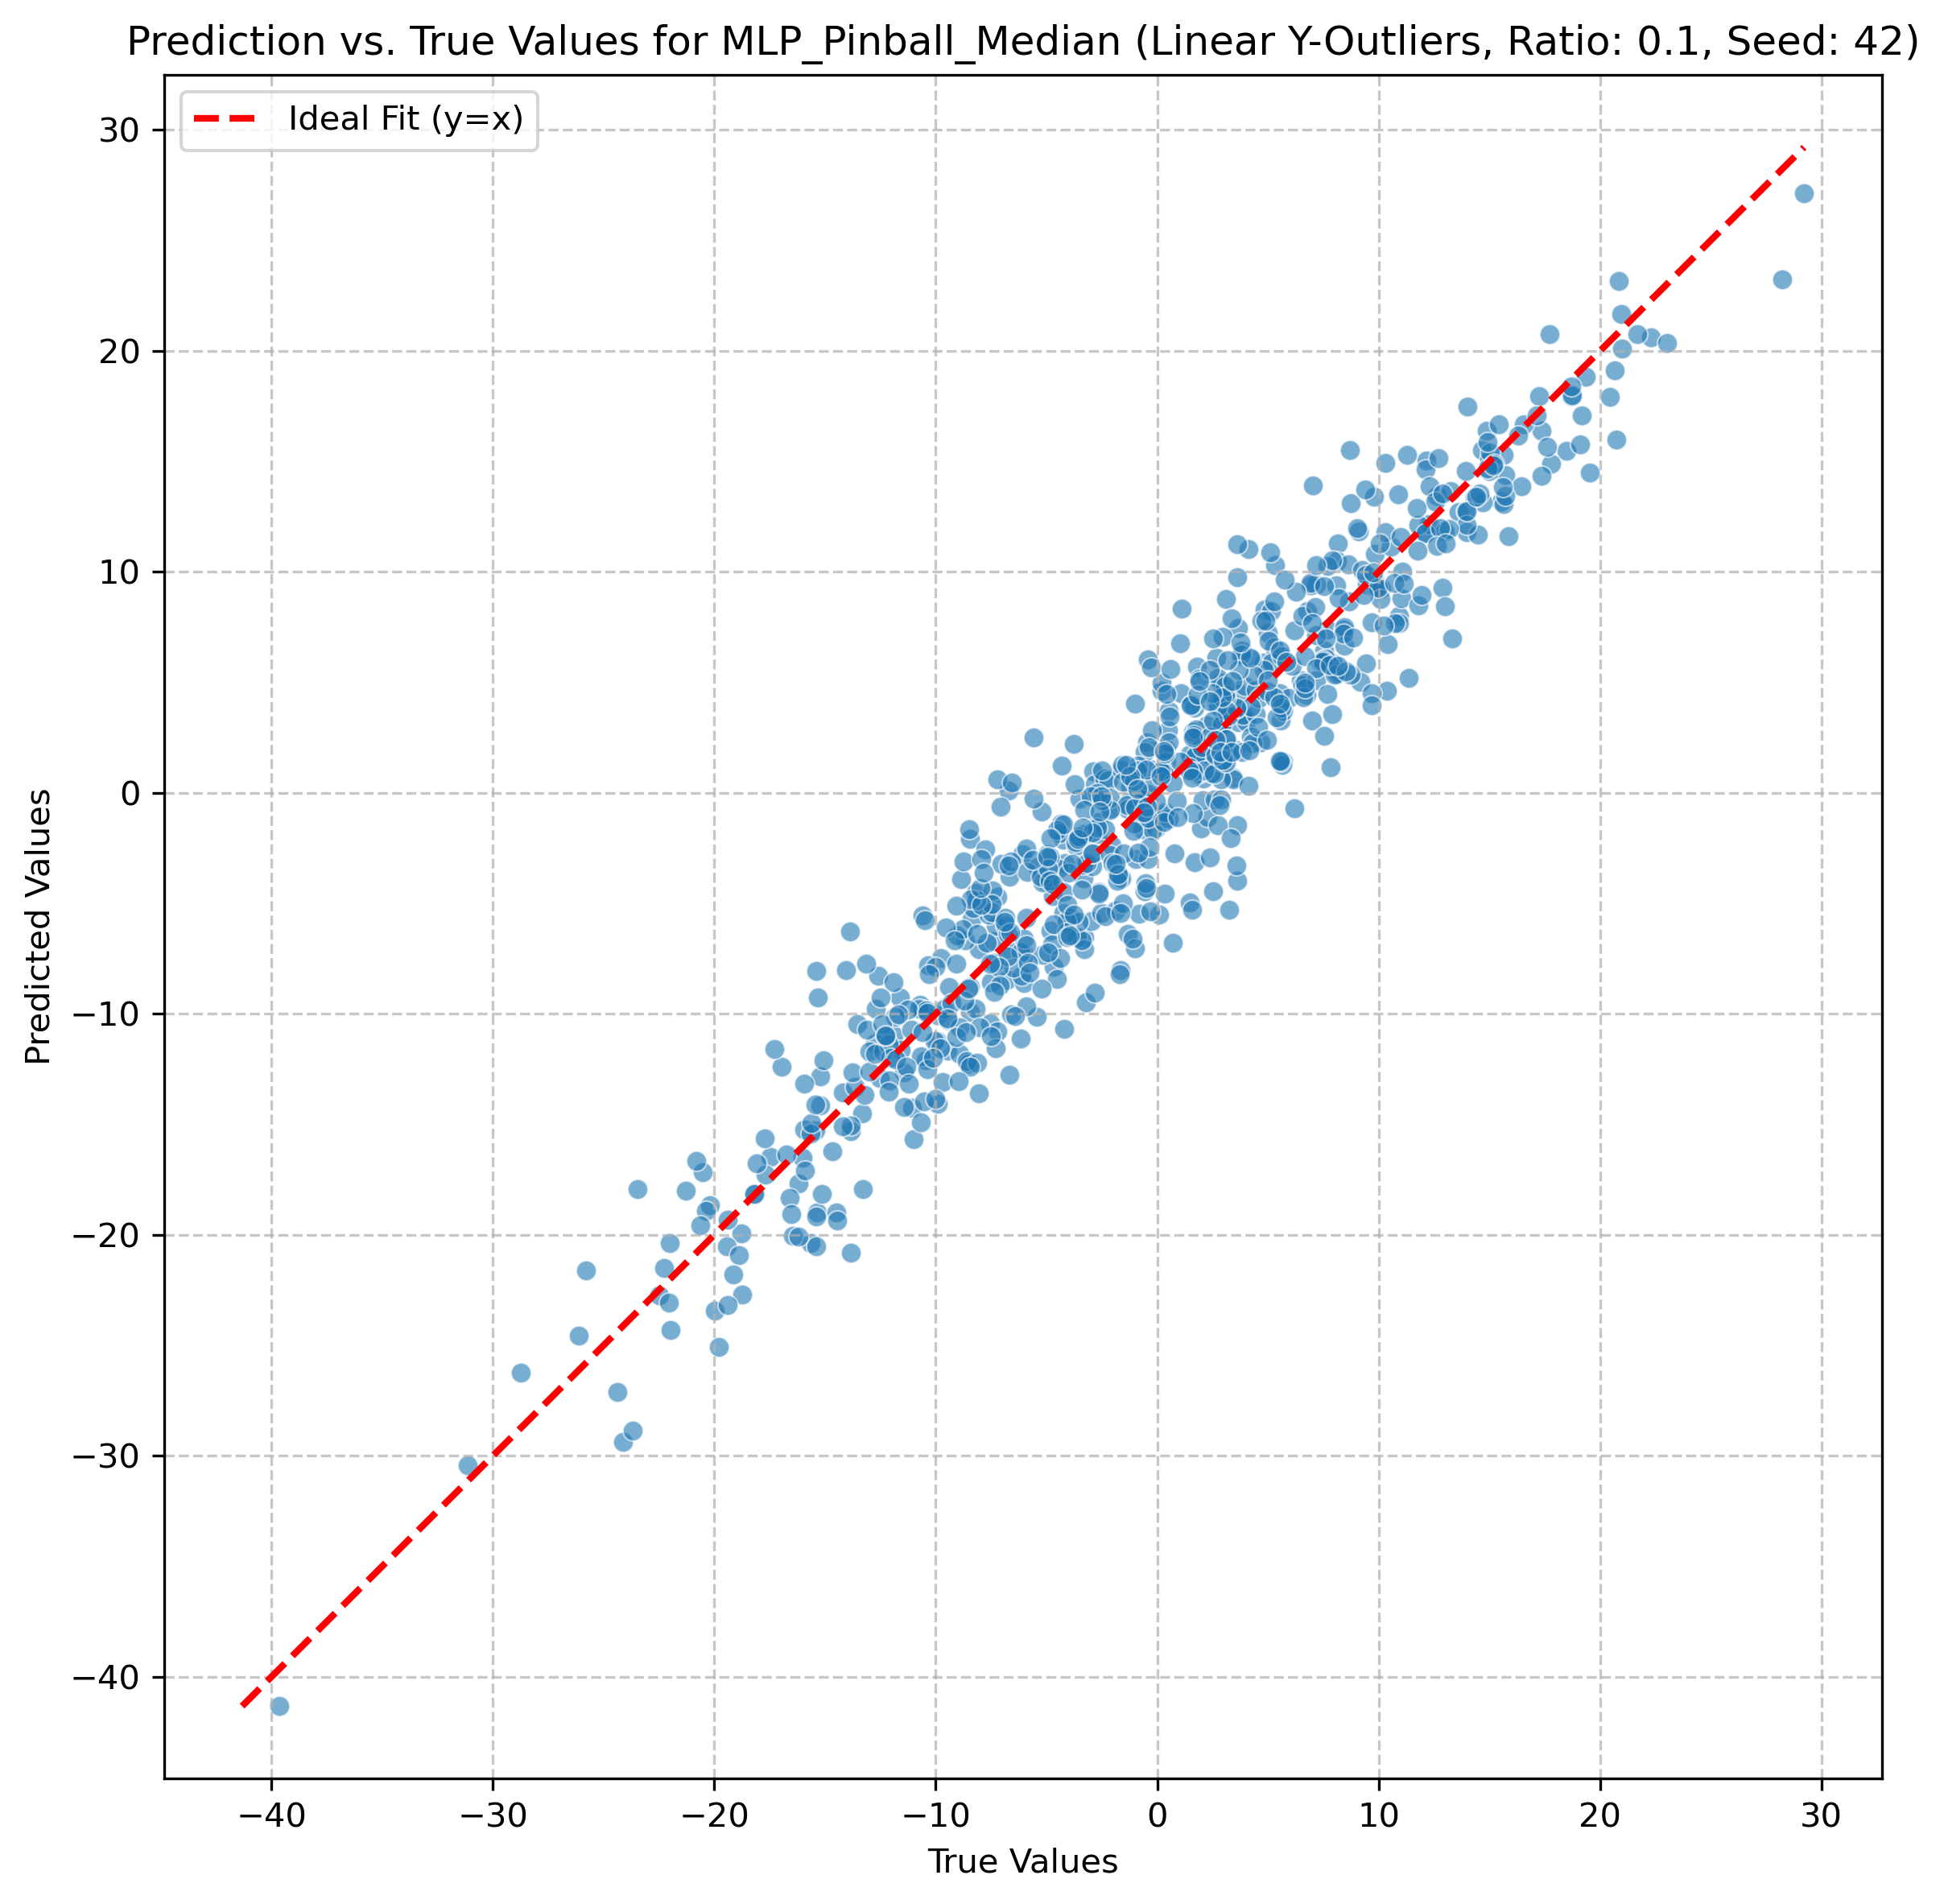 Prediction vs. True Values for MLP_Pinball_Median (Linear Y-Outliers, Ratio: 0.1, Seed: 42)
Ideal Fit (y=x)
30
20
10
0
−10
−20
−30
−40
Predicted Values
−40 −30 −20 −10 0 10 20 30
True Values